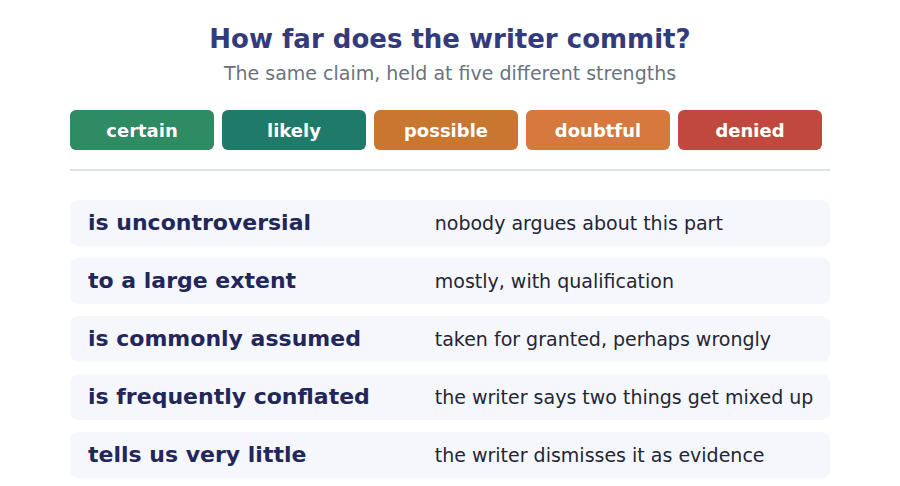 How far does the writer commit?
The same claim, held at five different strengths
certain likely possible doubtful denied
is uncontroversial nobody argues about this part
to a large extent mostly, with qualification
is commonly assumed taken for granted, perhaps wrongly
is frequently conflated the writer says two things get mixed up
tells us very little the writer dismisses it as evidence